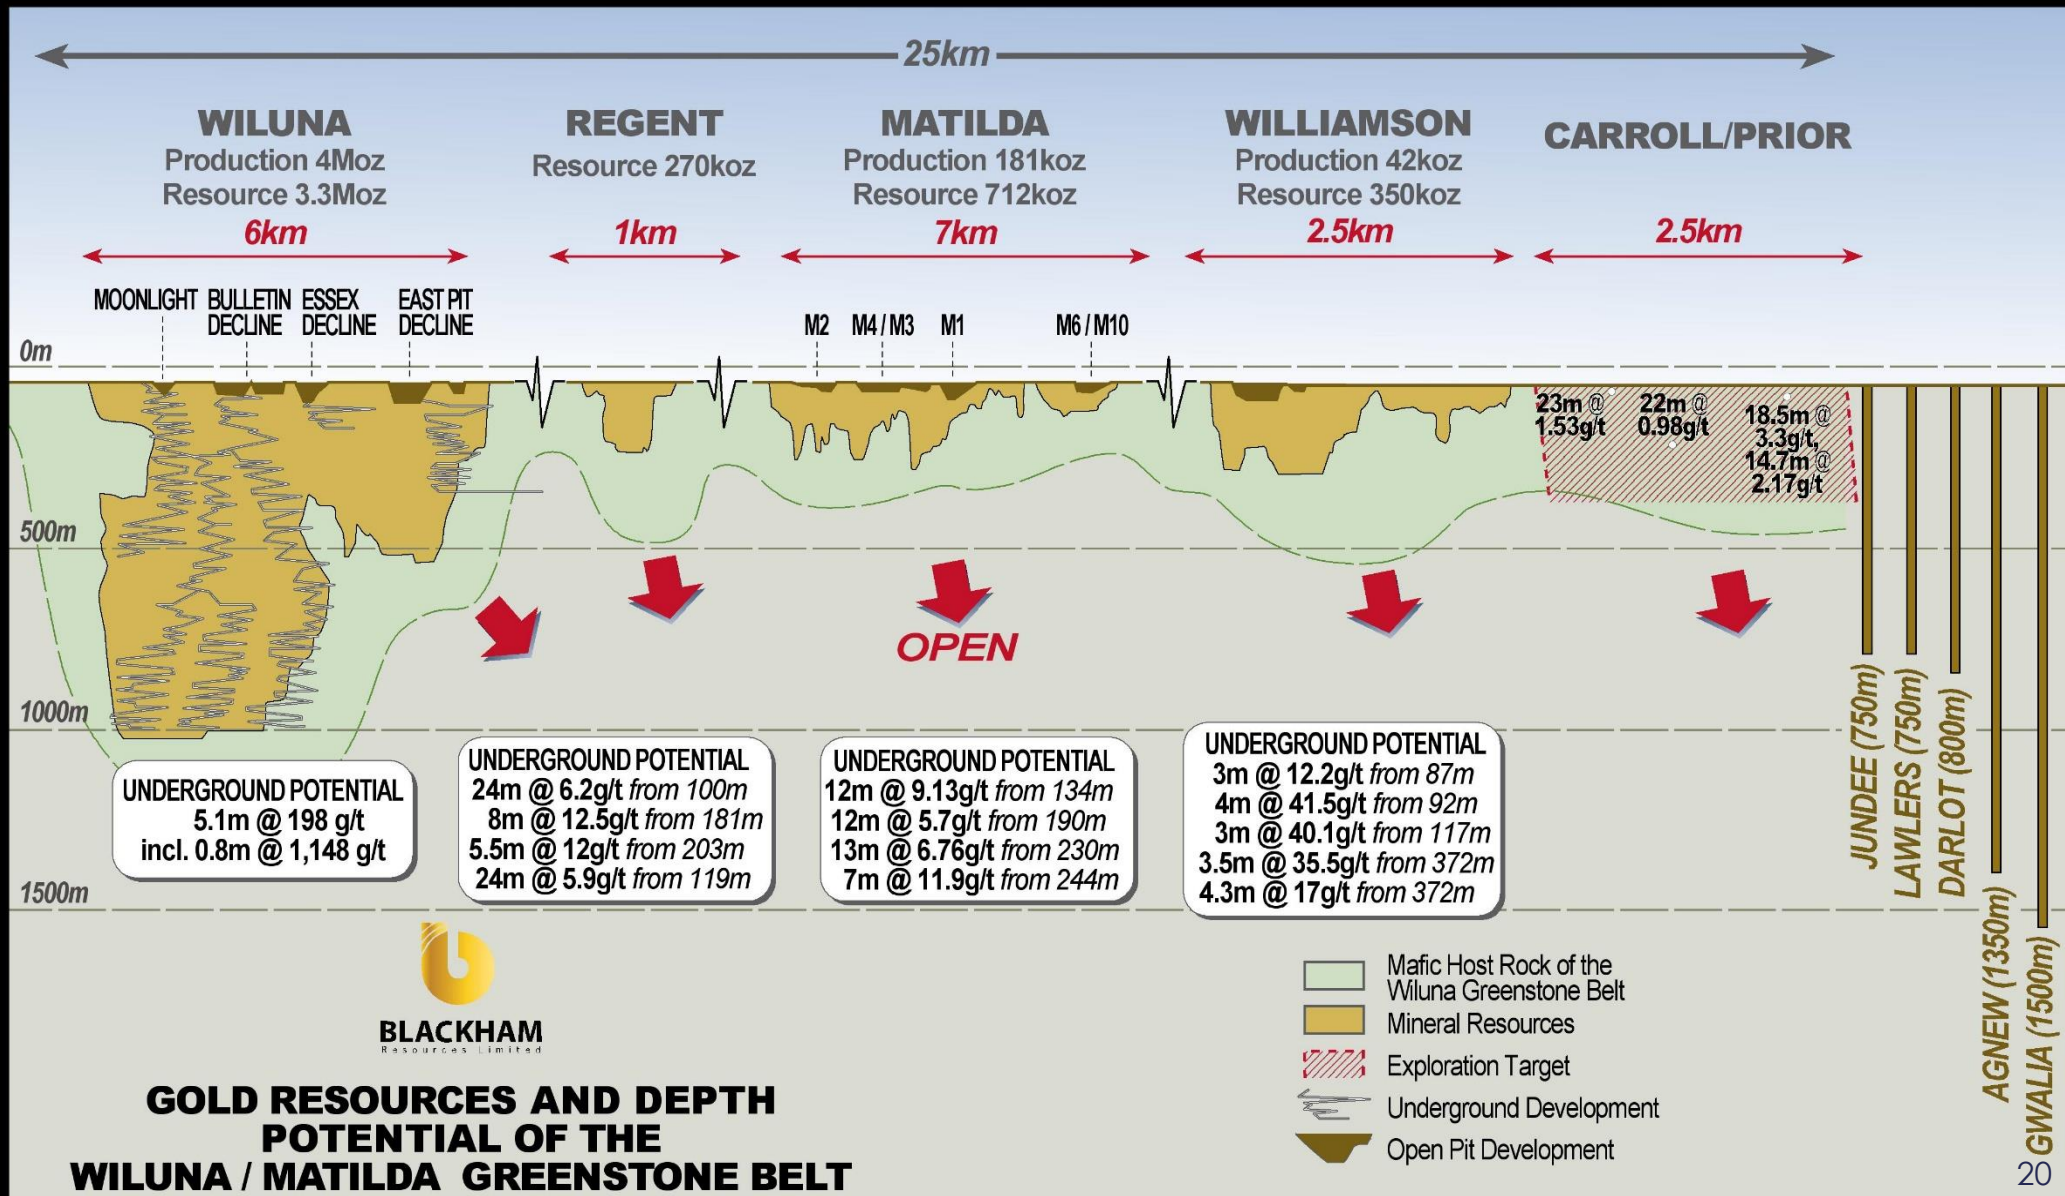 25km
WILUNA
Production 4Moz
Resource 3.3Moz
6km
REGENT
Resource 270koz
1km
MATILDA
Production 181koz
Resource 712koz
7km
WILLIAMSON
Production 42koz
Resource 350koz
2.5km
CARROLL/PRIOR
2.5km
MOONLIGHT
BULLETIN
DECLINE
ESSEX
DECLINE
EAST PIT
DECLINE
M2
M4 / M3
M1
M6 / M10
0m
500m
1000m
1500m
23m @
1.53g/t
22m @
0.98g/t
18.5m @
3.3g/t,
14.7m @
2.17g/t
OPEN
UNDERGROUND POTENTIAL
5.1m @ 198 g/t
incl. 0.8m @ 1,148 g/t
UNDERGROUND POTENTIAL
24m @ 6.2g/t from 100m
8m @ 12.5g/t from 181m
5.5m @ 12g/t from 203m
24m @ 5.9g/t from 119m
UNDERGROUND POTENTIAL
12m @ 9.13g/t from 134m
12m @ 5.7g/t from 190m
13m @ 6.76g/t from 230m
7m @ 11.9g/t from 244m
UNDERGROUND POTENTIAL
3m @ 12.2g/t from 87m
4m @ 41.5g/t from 92m
3m @ 40.1g/t from 117m
3.5m @ 35.5g/t from 372m
4.3m @ 17g/t from 372m
JUNDEE (750m)
LAWLERS (750m)
DARLOT (800m)
AGNEW (1350m)
GWALIA (1500m)
BLACKHAM
Resources Limited
GOLD RESOURCES AND DEPTH
POTENTIAL OF THE
WILUNA / MATILDA GREENSTONE BELT
Mafic Host Rock of the
Wiluna Greenstone Belt
Mineral Resources
Exploration Target
Underground Development
Open Pit Development
20